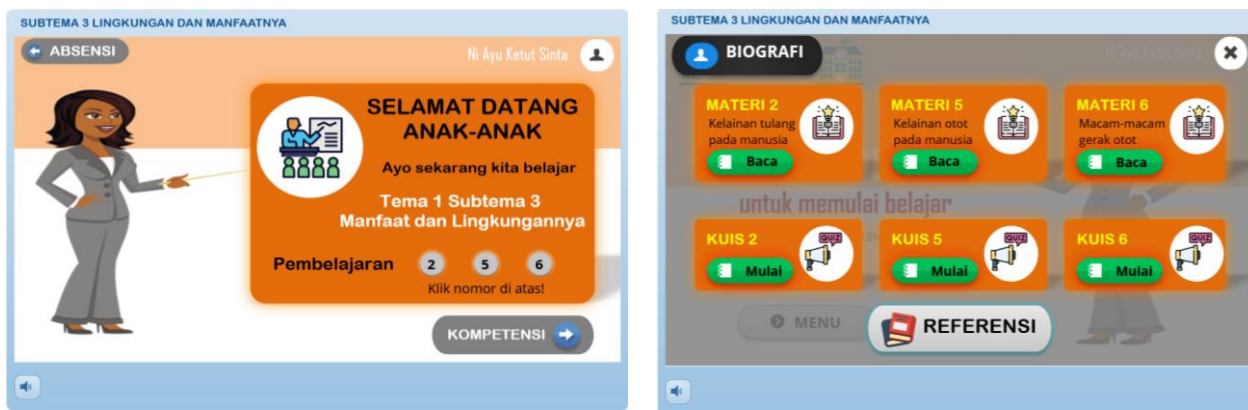 SUBTEMA 3 LINGKUNGAN DAN MANFAATNYA
ABSENSI
Ni Ayu Ketut Sinta
SELAMAT DATANG
ANAK-ANAK
Ayo sekarang kita belajar
Tema 1 Subtema 3
Manfaat dan Lingkungannya
Pembelajaran 2 5 6
Klik nomor di atas!
KOMPETENSI
SUBTEMA 3 LINGKUNGAN DAN MANFAATNYA
BIOGRAFI
Ni Ayu Ketut Sinta
MATERI 2
Kelainan tulang
pada manusia
Baca
MATERI 5
Kelainan otot
pada manusia
Baca
MATERI 6
Macam-macam
gerak otot
Baca
untuk memulai belajar
KUIS 2
QUIZ
Mulai
KUIS 5
QUIZ
Mulai
KUIS 6
QUIZ
Mulai
MENU
REFERENSI